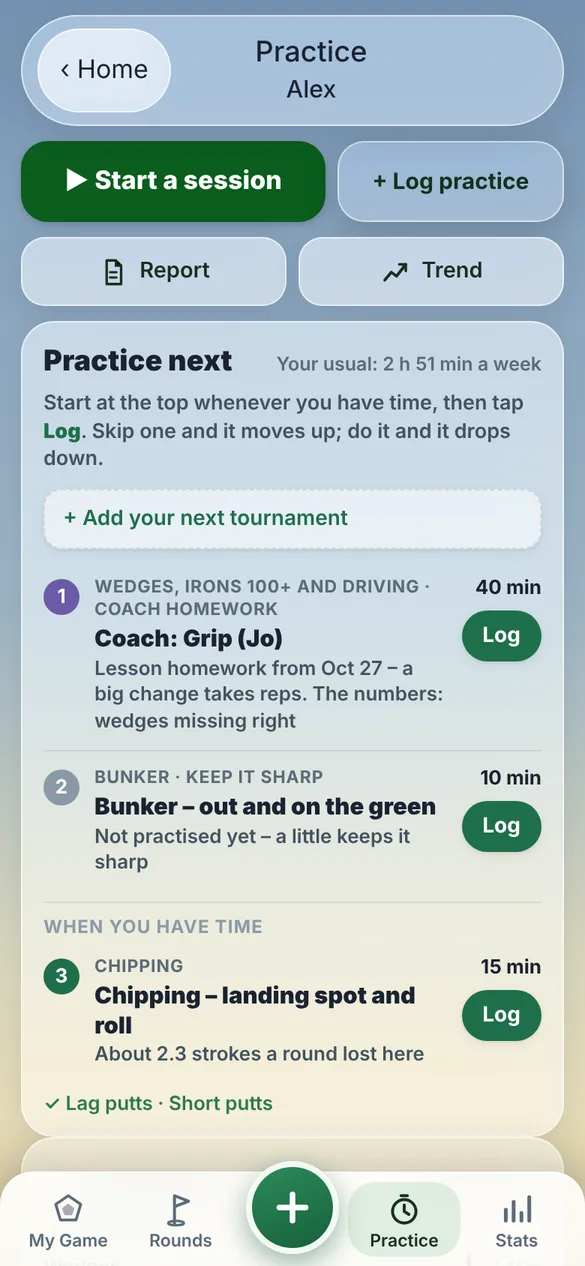 ‹ Home
Practice
Alex
▶ Start a session
+ Log practice
Report
Trend
Practice next
Your usual: 2 h 51 min a week
Start at the top whenever you have time, then tap
Log. Skip one and it moves up; do it and it drops
down.
+ Add your next tournament
1
WEDGES, IRONS 100+ AND DRIVING ·
COACH HOMEWORK
40 min
Coach: Grip (Jo)
Log
Lesson homework from Oct 27 – a
big change takes reps. The numbers:
wedges missing right
2
BUNKER · KEEP IT SHARP
10 min
Bunker – out and on the green
Log
Not practised yet – a little keeps it
sharp
WHEN YOU HAVE TIME
3
CHIPPING
15 min
Chipping – landing spot and
roll
Log
About 2.3 strokes a round lost here
✓ Lag putts · Short putts
+
My Game
Rounds
Practice
Stats